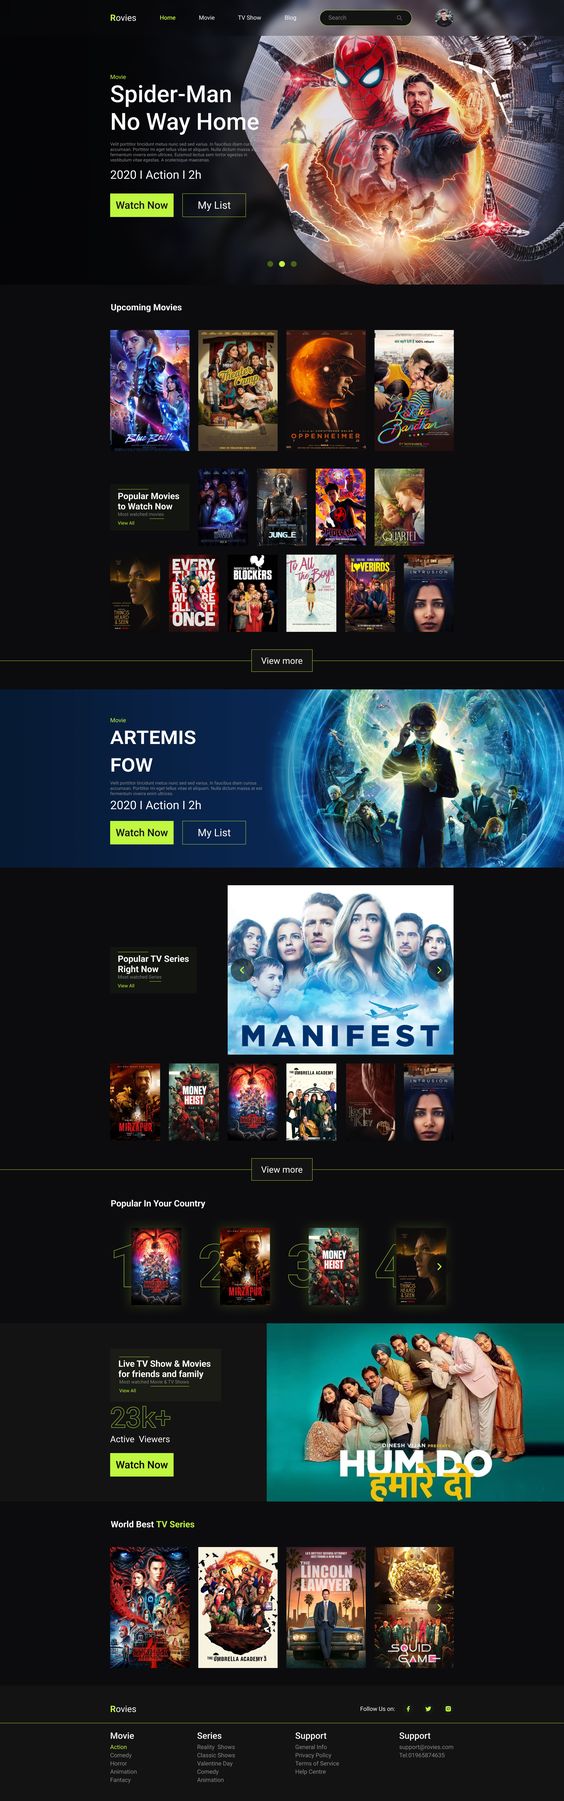 Rovies
Home
Movie
TV Show
Blog
Search
Movie
Spider-Man
No Way Home
Velit porttitor tincidunt metus nunc sed sed varius. In faucibus diam
accumsan. Porttitor mi eget tellus vitae et aliquam. Nulla dictum massa
fermentum viverra enim ultrices. Euismod lectus sem tortor egestas in
vestibulum vitae egestas. A scelerisque maecenas.
2020 I Action I 2h
Watch Now
My List
Upcoming Movies
Blue Beetle
Theater
Camp
OPPENHEIMER
Raksha
Bandhan
Popular Movies
to Watch Now
Most watched movies
View All
JUNG_E
QUARTET
THINGS
HEARD
& SEEN
EVERY
THING
EVERY
WHERE
ALL AT
ONCE
BLOCKERS
To All
the Boys
LOVEBIRDS
INTRUSION
View more
Movie
ARTEMIS
FOW
Velit porttitor tincidunt metus nunc sed sed varius. In faucibus diam cursus
accumsan. Porttitor mi eget tellus vitae et aliquam. Nulla dictum massa at est
fermentum viverra enim ultrices.
2020 I Action I 2h
Watch Now
My List
Popular TV Series
Right Now
Most watched Series
View All
MANIFEST
MIRZAPUR
MONEY
HEIST
THE UMBRELLA ACADEMY
LOCKE
& KEY
INTRUSION
View more
Popular In Your Country
1
2
MIRZAPUR
3
MONEY
HEIST
4
THINGS
HEARD
& SEEN
Live TV Show & Movies
for friends and family
Most watched Movie & TV Shows
View All
23k+
Active Viewers
Watch Now
DINESH VIJAN PRESENTS
HUM DO
हमारे दो
World Best TV Series
THE UMBRELLA ACADEMY 3
THE
LINCOLN
LAWYER
SQUID
GAME
Rovies
Follow Us on:
Movie
Action
Comedy
Horror
Animation
Fantacy
Series
Reality Shows
Classic Shows
Valentine Day
Comedy
Animation
Support
General Info
Privacy Policy
Terms of Service
Help Centre
Support
support@rovies.com
Tel:01965874635